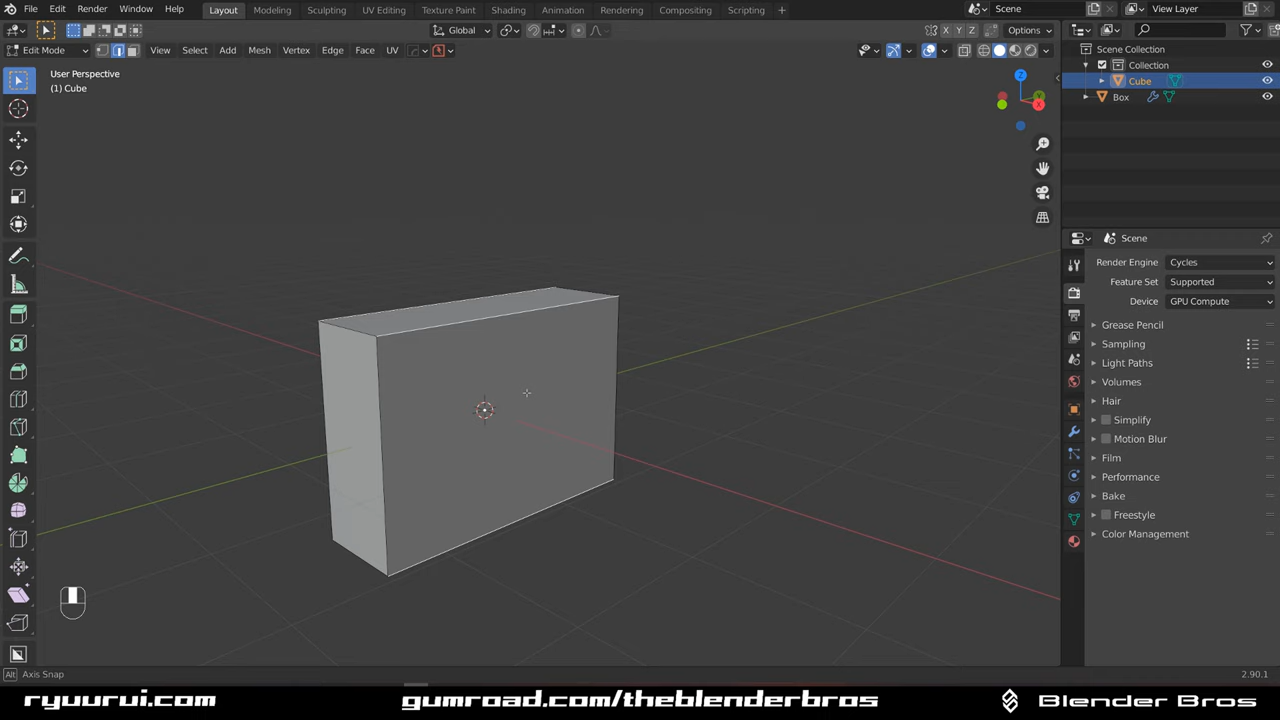 File Edit Render Window Help Layout Modeling Sculpting UV Editing Texture Paint Shading Animation Rendering Compositing Scripting + Scene View Layer
Global X Y Z Options
Edit Mode View Select Add Mesh Vertex Edge Face UV
User Perspective
(1) Cube
Z
Y
X
Scene Collection
Collection
Cube
Box
Scene
Render Engine Cycles
Feature Set Supported
Device GPU Compute
Grease Pencil
Sampling
Light Paths
Volumes
Hair
Simplify
Motion Blur
Film
Performance
Bake
Freestyle
Color Management
Alt Axis Snap 2.90.1
ryuurui.com gumroad.com/theblenderbros Blender Bros